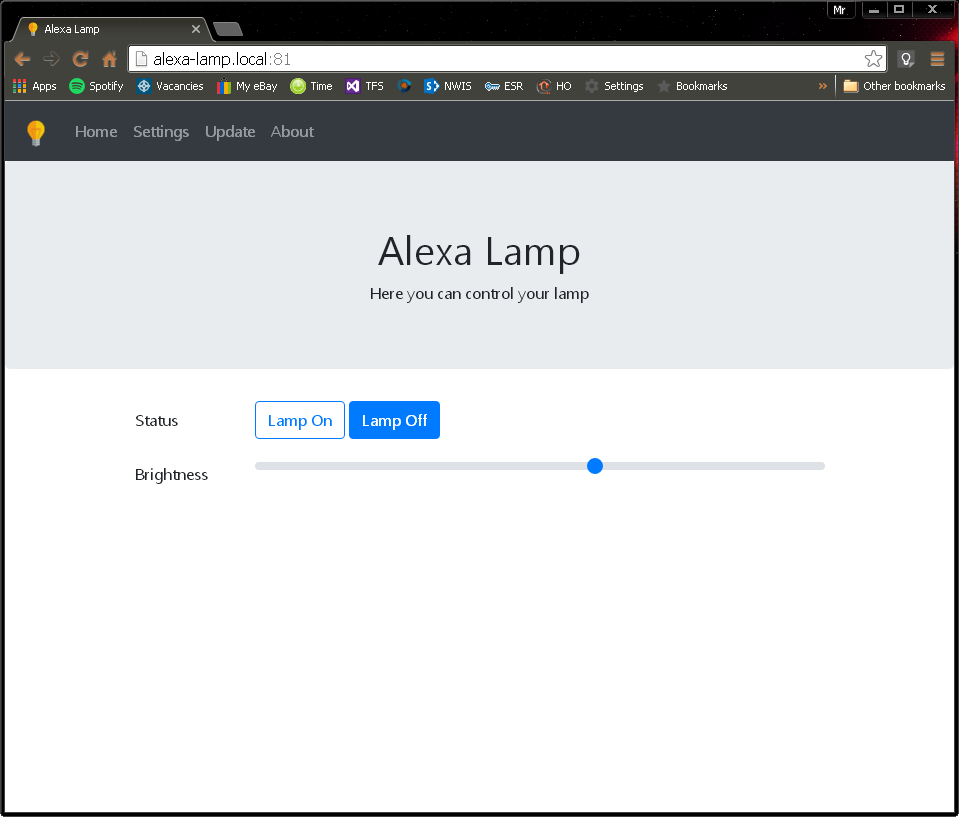 Mr
Alexa Lamp
alexa-lamp.local:81
Apps Spotify Vacancies My eBay Time TFS NWIS ESR HO Settings Bookmarks » Other bookmarks
Home Settings Update About
Alexa Lamp
Here you can control your lamp
Status Lamp On Lamp Off
Brightness